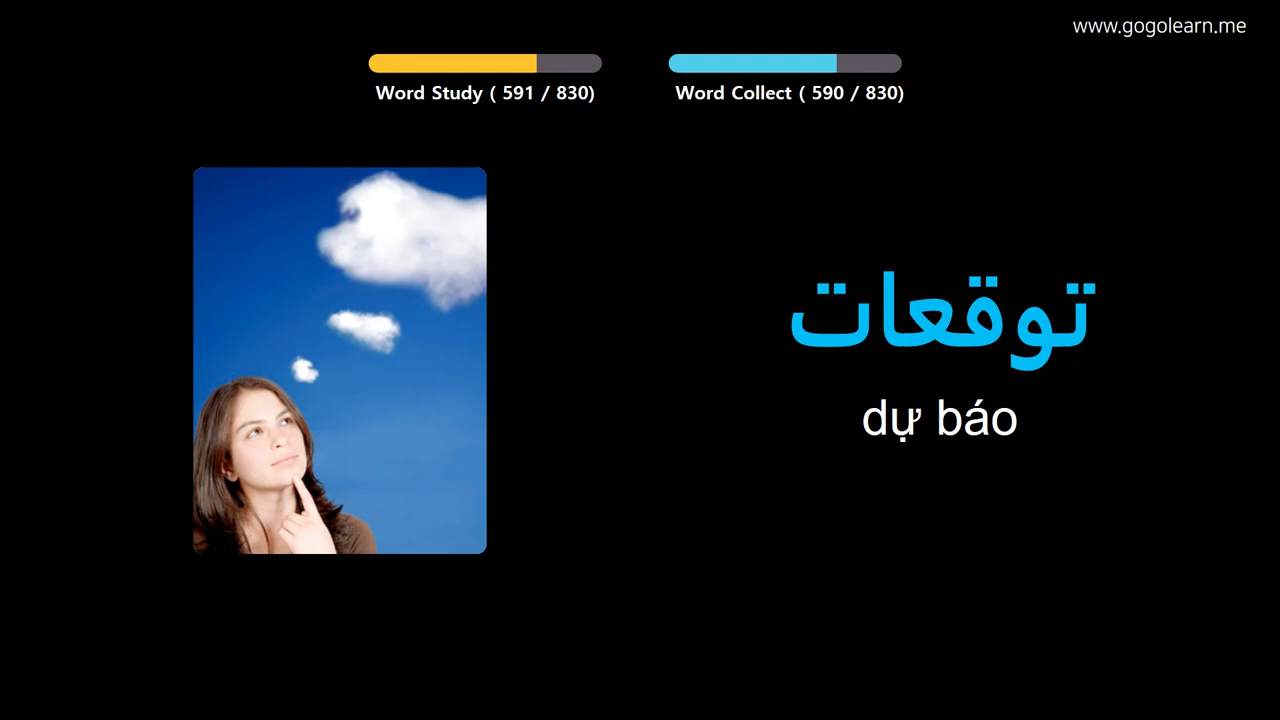 www.gogolearn.me
Word Study ( 591 / 830)
Word Collect ( 590 / 830)
توقعات
dự báo